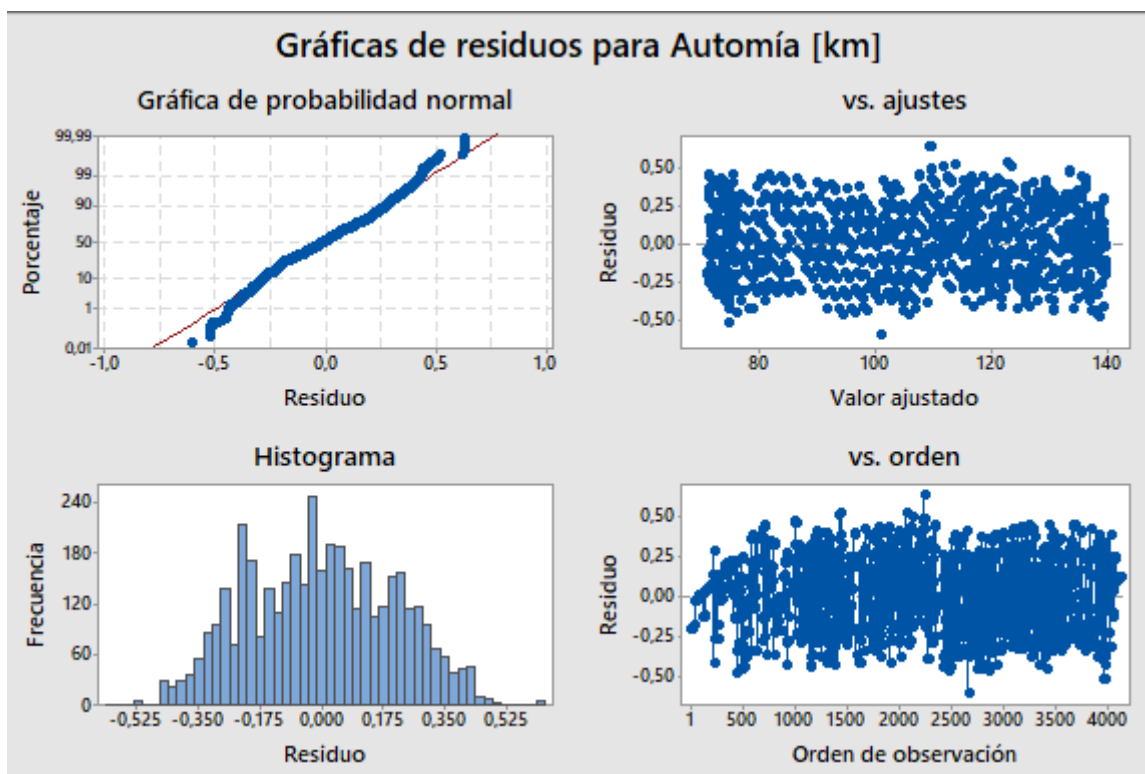 Gráficas de residuos para Automía [km]
Gráfica de probabilidad normal
99,99
99
90
50
10
1
0,01
Porcentaje
-1,0 -0,5 0,0 0,5 1,0
Residuo
vs. ajustes
0,50
0,25
0,00
-0,25
-0,50
Residuo
80 100 120 140
Valor ajustado
Histograma
240
180
120
60
0
Frecuencia
-0,525 -0,350 -0,175 0,000 0,175 0,350 0,525
Residuo
vs. orden
0,50
0,25
0,00
-0,25
-0,50
Residuo
1 500 1000 1500 2000 2500 3000 3500 4000
Orden de observación